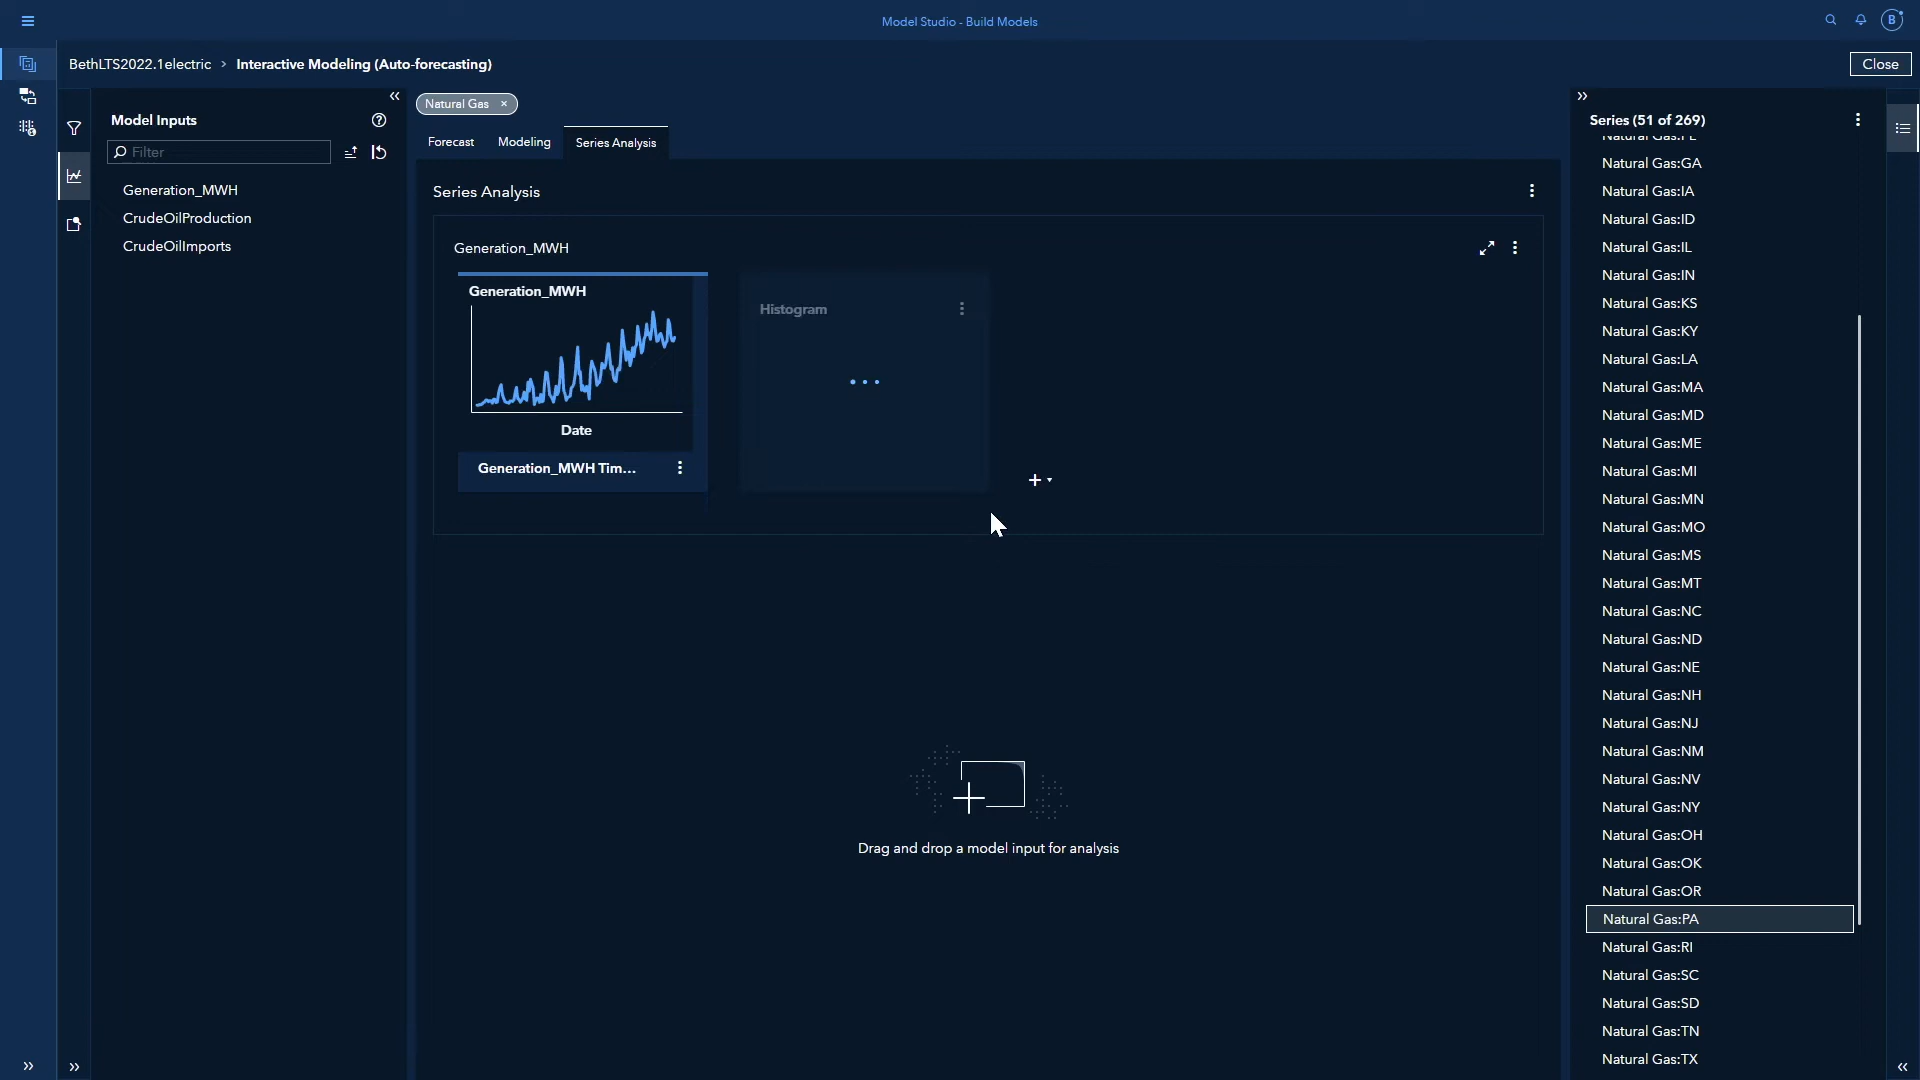 Model Studio - Build Models
B
BethLTS2022.1electric > Interactive Modeling (Auto-forecasting)
Close
Model Inputs
Filter
Generation_MWH
CrudeOilProduction
CrudeOilImports
Natural Gas ×
Forecast Modeling Series Analysis
Series Analysis
Generation_MWH
Generation_MWH
Date
Generation_MWH Tim...
Histogram
Drag and drop a model input for analysis
Series (51 of 269)
Natural Gas:GA
Natural Gas:IA
Natural Gas:ID
Natural Gas:IL
Natural Gas:IN
Natural Gas:KS
Natural Gas:KY
Natural Gas:LA
Natural Gas:MA
Natural Gas:MD
Natural Gas:ME
Natural Gas:MI
Natural Gas:MN
Natural Gas:MO
Natural Gas:MS
Natural Gas:MT
Natural Gas:NC
Natural Gas:ND
Natural Gas:NE
Natural Gas:NH
Natural Gas:NJ
Natural Gas:NM
Natural Gas:NV
Natural Gas:NY
Natural Gas:OH
Natural Gas:OK
Natural Gas:OR
Natural Gas:PA
Natural Gas:RI
Natural Gas:SC
Natural Gas:SD
Natural Gas:TN
Natural Gas:TX